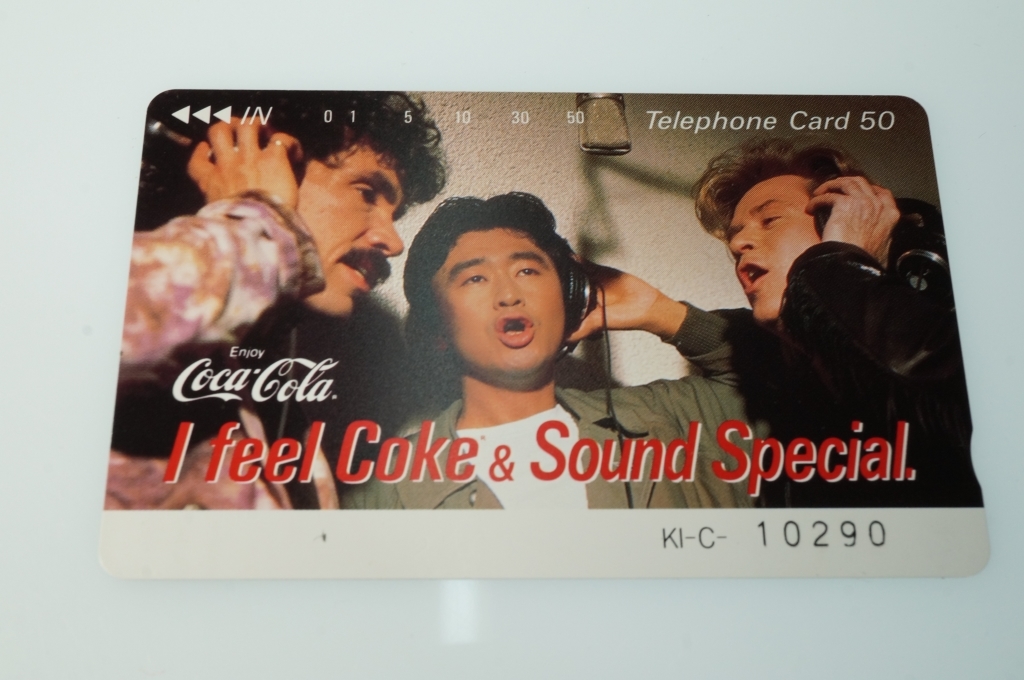 IN 0 1 5 10 30 50 Telephone Card 50
Enjoy
Coca-Cola
I feel Coke & Sound Special.
KI-C- 10290